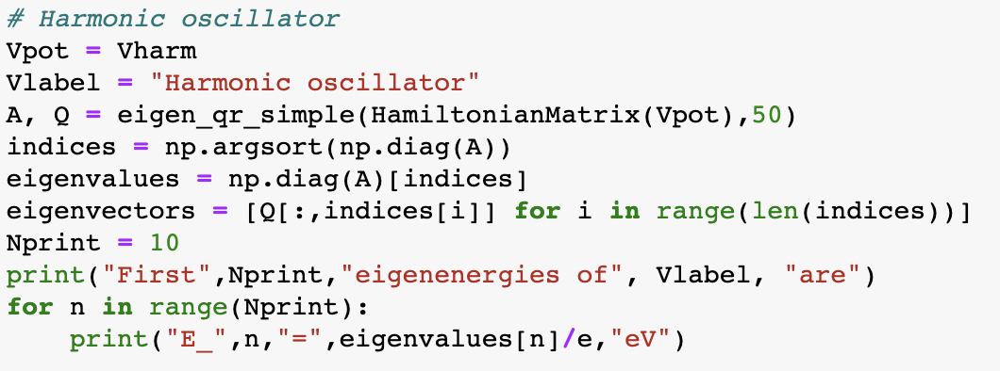 # Harmonic oscillator
Vpot = Vharm
Vlabel = "Harmonic oscillator"
A, Q = eigen_qr_simple(HamiltonianMatrix(Vpot),50)
indices = np.argsort(np.diag(A))
eigenvalues = np.diag(A)[indices]
eigenvectors = [Q[:,indices[i]] for i in range(len(indices))]
Nprint = 10
print("First",Nprint,"eigenenergies of", Vlabel, "are")
for n in range(Nprint):
    print("E_",n,"=",eigenvalues[n]/e,"eV")